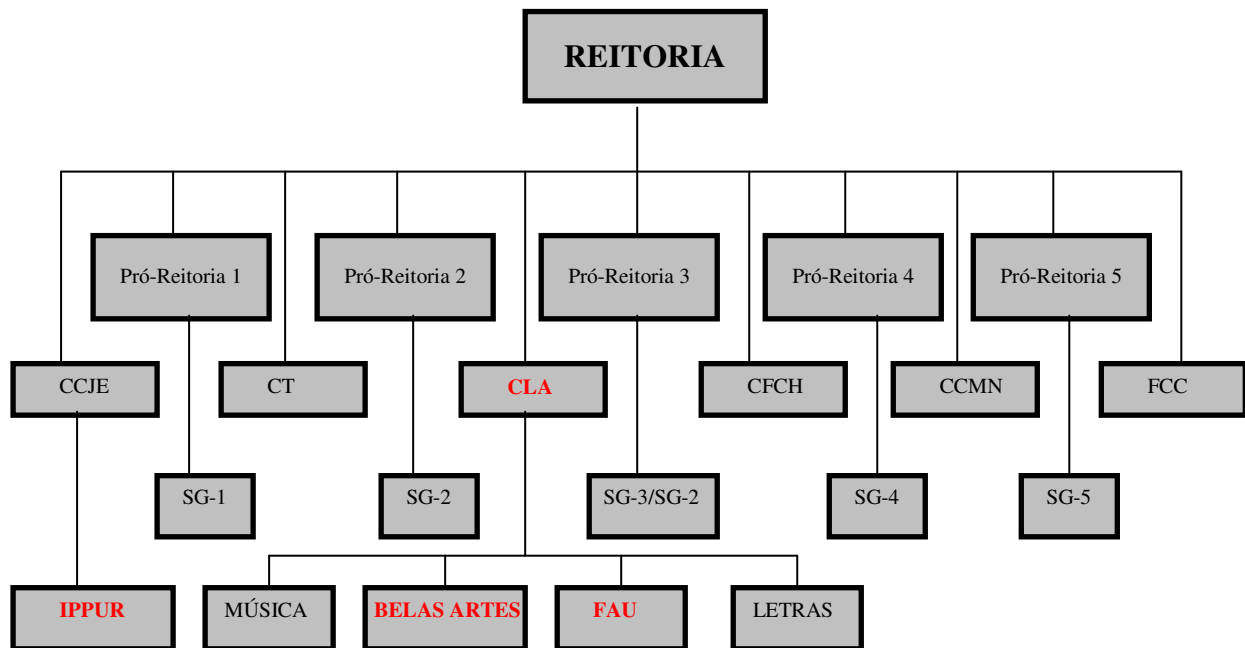 REITORIA
Pró-Reitoria 1
Pró-Reitoria 2
Pró-Reitoria 3
Pró-Reitoria 4
Pró-Reitoria 5
CCJE
CT
CLA
CFCH
CCMN
FCC
SG-1
SG-2
SG-3/SG-2
SG-4
SG-5
IPPUR
MÚSICA
BELAS ARTES
FAU
LETRAS